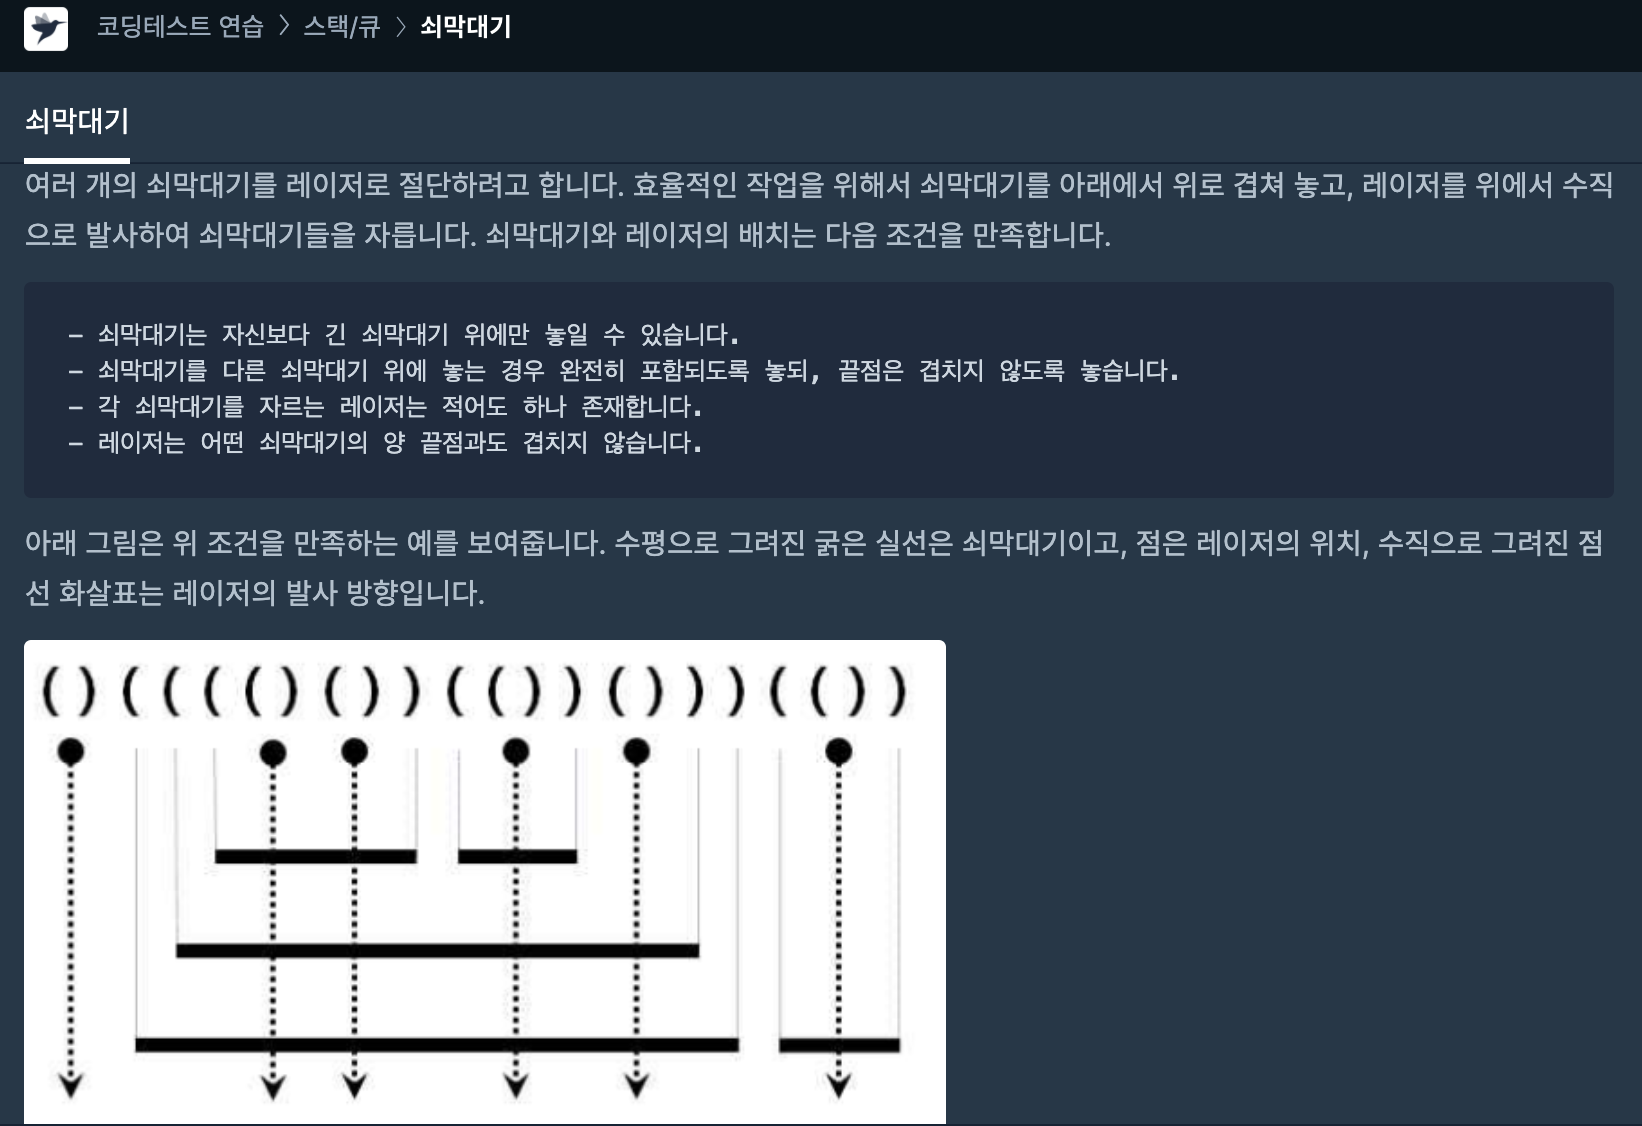 코딩테스트 연습 > 스택/큐 > 쇠막대기
쇠막대기
여러 개의 쇠막대기를 레이저로 절단하려고 합니다. 효율적인 작업을 위해서 쇠막대기를 아래에서 위로 겹쳐 놓고, 레이저를 위에서 수직
으로 발사하여 쇠막대기들을 자릅니다. 쇠막대기와 레이저의 배치는 다음 조건을 만족합니다.
– 쇠막대기는 자신보다 긴 쇠막대기 위에만 놓일 수 있습니다.
– 쇠막대기를 다른 쇠막대기 위에 놓는 경우 완전히 포함되도록 놓되, 끝점은 겹치지 않도록 놓습니다.
– 각 쇠막대기를 자르는 레이저는 적어도 하나 존재합니다.
– 레이저는 어떤 쇠막대기의 양 끝점과도 겹치지 않습니다.
아래 그림은 위 조건을 만족하는 예를 보여줍니다. 수평으로 그려진 굵은 실선은 쇠막대기이고, 점은 레이저의 위치, 수직으로 그려진 점
선 화살표는 레이저의 발사 방향입니다.
()(((()())(())()))(())